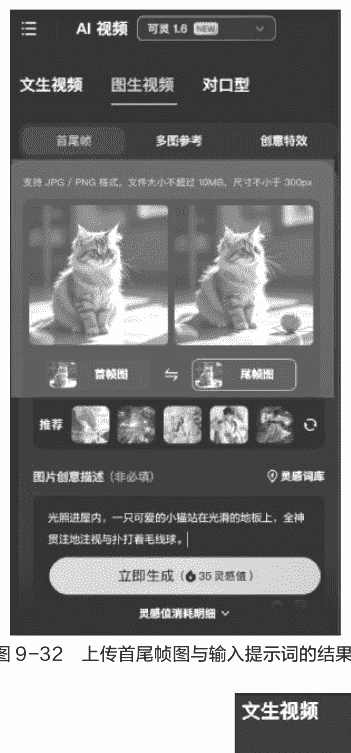 AI 视频 可灵 1.6 NEW
文生视频 图生视频 对口型
首尾帧 多图参考 创意特效
支持 JPG / PNG 格式，文件大小不超过 10MB，尺寸不小于 300px
首帧图 尾帧图
推荐
图片创意描述（非必填） 灵感词库
光照进屋内，一只可爱的小猫站在光滑的地板上，全神
贯注地注视与扑打着毛线球。
立即生成（35 灵感值）
灵感值消耗明细
图 9-32 上传首尾帧图与输入提示词的结果
文生视频